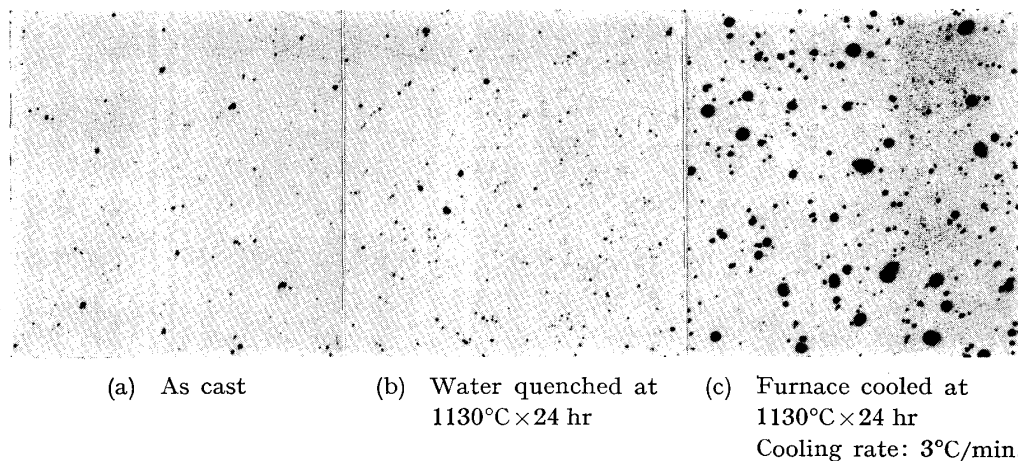 (a) As cast
(b) Water quenched at
1130°C×24 hr
(c) Furnace cooled at
1130°C×24 hr
Cooling rate: 3°C/min